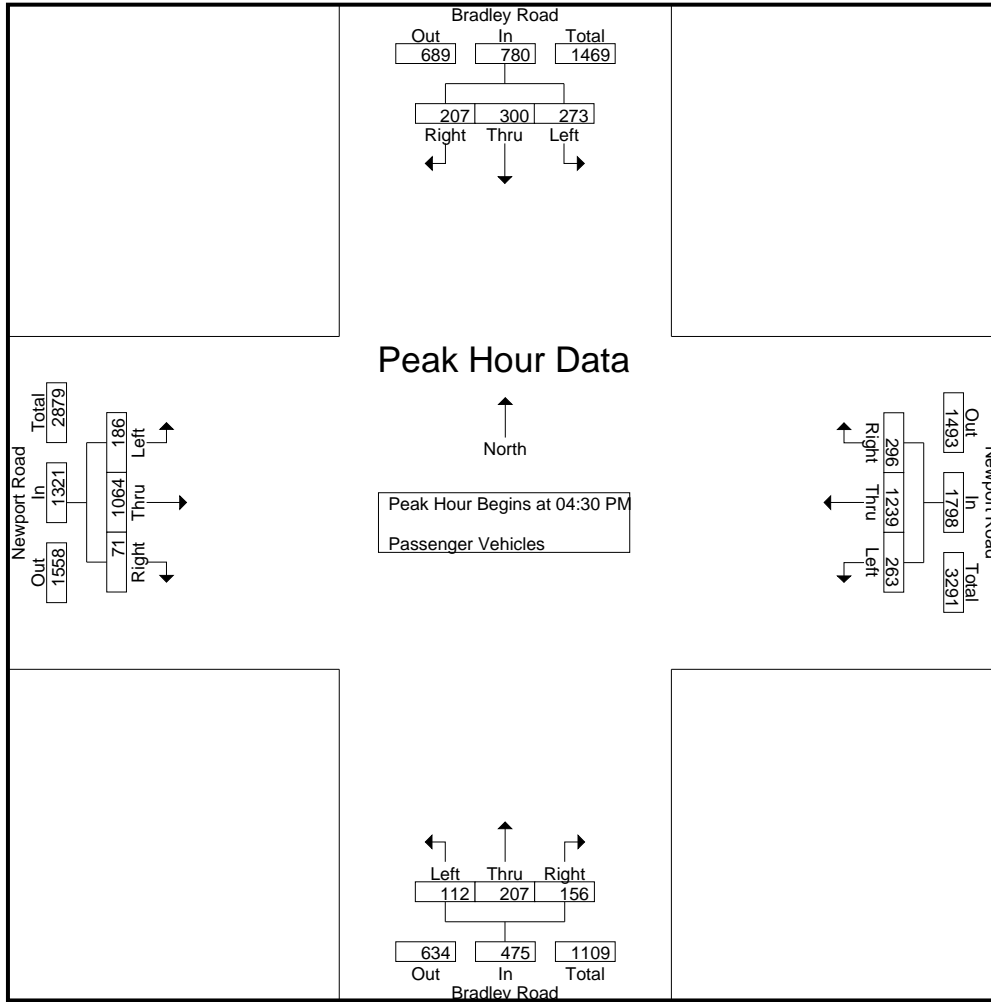 Bradley Road
Out In Total
689 780 1469
207 300 273
Right Thru Left
Peak Hour Data
North
Peak Hour Begins at 04:30 PM
Passenger Vehicles
Newport Road
Out In Total
1558 1321 2879
71 1064 186
Right Thru Left
Newport Road
Out In Total
1493 1798 3291
296 1239 263
Right Thru Left
Left Thru Right
112 207 156
634 475 1109
Out In Total
Bradley Road